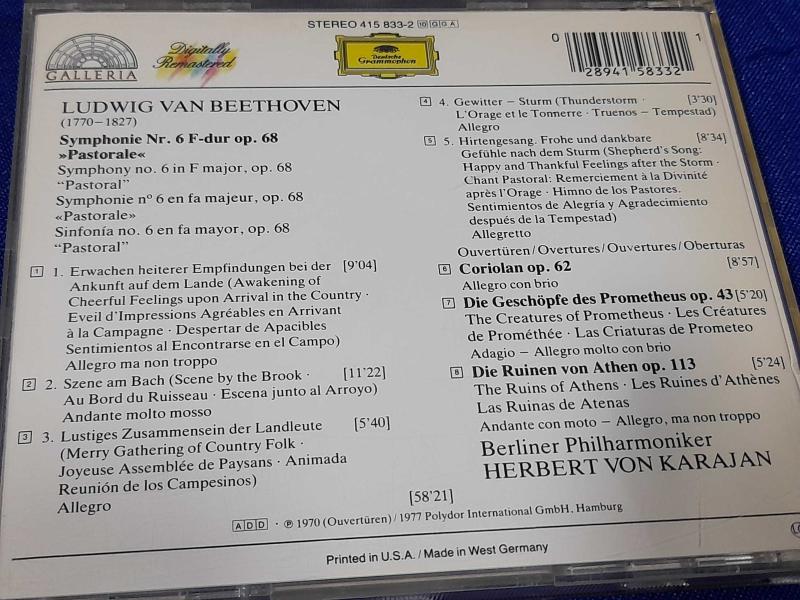 STEREO 415 833-2 10 G G A
GALLERIA
Digitally
Remastered
Deutsche
Grammophon
0
28941 58332
1
LUDWIG VAN BEETHOVEN
(1770–1827)
Symphonie Nr. 6 F-dur op. 68
»Pastorale«
Symphony no. 6 in F major, op. 68
“Pastoral”
Symphonie nº 6 en fa majeur, op. 68
«Pastorale»
Sinfonía no. 6 en fa mayor, op. 68
“Pastoral”
1 1. Erwachen heiterer Empfindungen bei der [9'04]
Ankunft auf dem Lande (Awakening of
Cheerful Feelings upon Arrival in the Country ·
Eveil d'Impressions Agréables en Arrivant
à la Campagne · Despertar de Apacibles
Sentimientos al Encontrarse en el Campo)
Allegro ma non troppo
2 2. Szene am Bach (Scene by the Brook · [11'22]
Au Bord du Ruisseau · Escena junto al Arroyo)
Andante molto mosso
3 3. Lustiges Zusammensein der Landleute [5'40]
(Merry Gathering of Country Folk ·
Joyeuse Assemblée de Paysans · Animada
Reunión de los Campesinos)
Allegro
4 4. Gewitter – Sturm (Thunderstorm · [3'30]
L'Orage et le Tonnerre · Truenos – Tempestad)
Allegro
5 5. Hirtengesang. Frohe und dankbare [8'34]
Gefühle nach dem Sturm (Shepherd's Song:
Happy and Thankful Feelings after the Storm ·
Chant Pastoral: Remerciement à la Divinité
après l'Orage · Himno de los Pastores.
Sentimientos de Alegría y Agradecimiento
después de la Tempestad)
Allegretto
Ouvertüren/Overtures/Ouvertures/Oberturas
6 Coriolan op. 62 [8'57]
Allegro con brio
7 Die Geschöpfe des Prometheus op. 43 [5'20]
The Creatures of Prometheus · Les Créatures
de Prométhée · Las Criaturas de Prometeo
Adagio – Allegro molto con brio
8 Die Ruinen von Athen op. 113 [5'24]
The Ruins of Athens · Les Ruines d'Athènes
Las Ruinas de Atenas
Andante con moto – Allegro, ma non troppo
Berliner Philharmoniker
HERBERT VON KARAJAN
[58'21]
ADD · ℗ 1970 (Ouvertüren) / 1977 Polydor International GmbH, Hamburg
Printed in U.S.A. / Made in West Germany